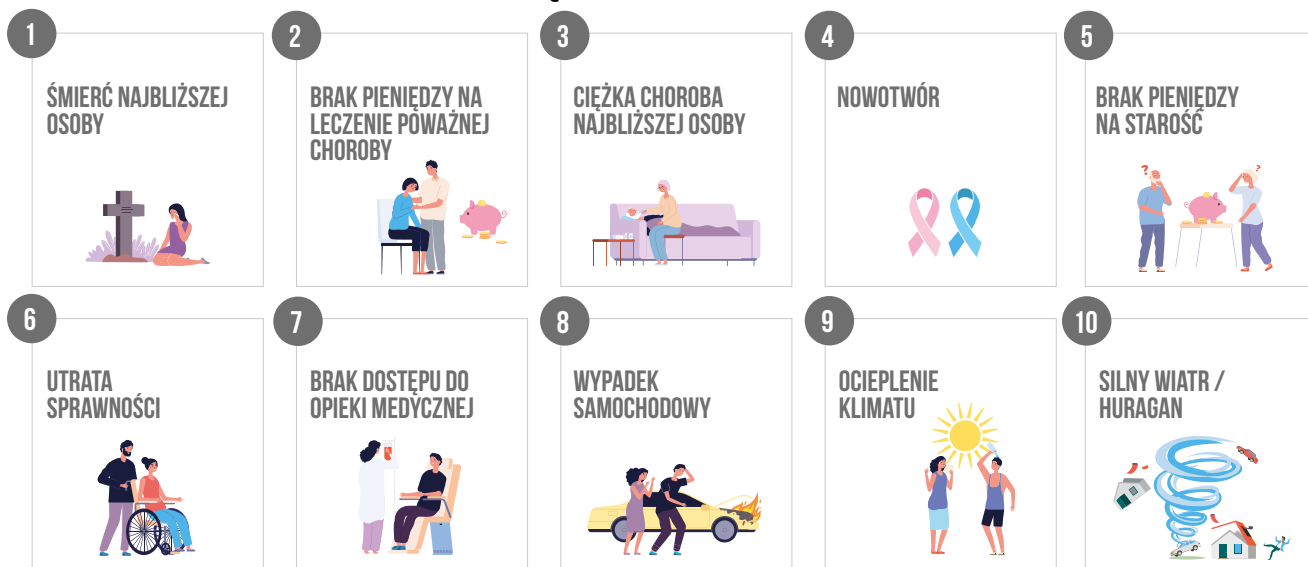 1
ŚMIERĆ NAJBLIŻSZEJ
OSOBY
2
BRAK PIENIĘDZY NA
LECZENIE POWAŻNEJ
CHOROBY
3
CIĘŻKA CHOROBA
NAJBLIŻSZEJ OSOBY
4
NOWOTWÓR
5
BRAK PIENIĘDZY
NA STAROŚĆ
6
UTRATA
SPRAWNOŚCI
7
BRAK DOSTĘPU DO
OPIEKI MEDYCZNEJ
8
WYPADEK
SAMOCHODOWY
9
OCIEPLENIE
KLIMATU
10
SILNY WIATR /
HURAGAN